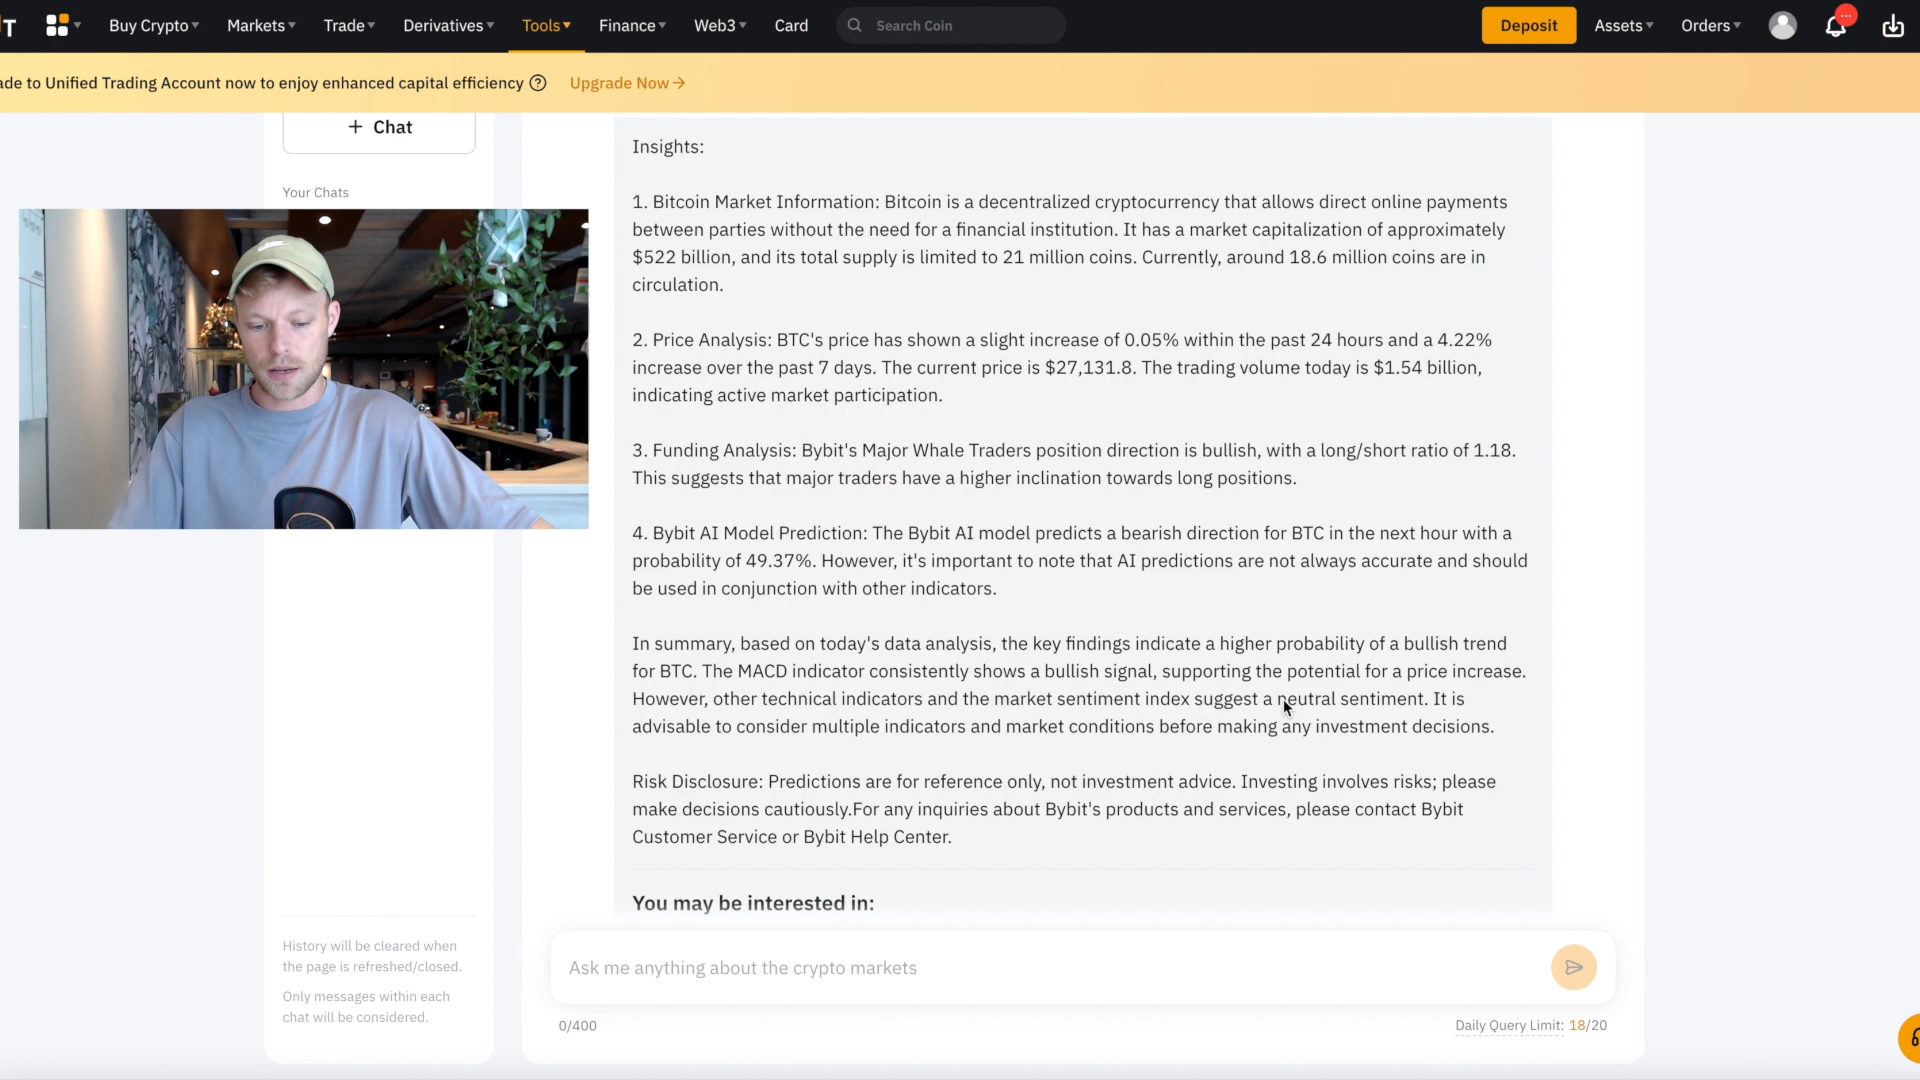 T
Buy Crypto
Markets
Trade
Derivatives
Tools
Finance
Web3
Card
Search Coin
Deposit
Assets
Orders
ade to Unified Trading Account now to enjoy enhanced capital efficiency ? Upgrade Now →
+ Chat
Your Chats
Insights:
1. Bitcoin Market Information: Bitcoin is a decentralized cryptocurrency that allows direct online payments
between parties without the need for a financial institution. It has a market capitalization of approximately
$522 billion, and its total supply is limited to 21 million coins. Currently, around 18.6 million coins are in
circulation.
2. Price Analysis: BTC's price has shown a slight increase of 0.05% within the past 24 hours and a 4.22%
increase over the past 7 days. The current price is $27,131.8. The trading volume today is $1.54 billion,
indicating active market participation.
3. Funding Analysis: Bybit's Major Whale Traders position direction is bullish, with a long/short ratio of 1.18.
This suggests that major traders have a higher inclination towards long positions.
4. Bybit AI Model Prediction: The Bybit AI model predicts a bearish direction for BTC in the next hour with a
probability of 49.37%. However, it's important to note that AI predictions are not always accurate and should
be used in conjunction with other indicators.
In summary, based on today's data analysis, the key findings indicate a higher probability of a bullish trend
for BTC. The MACD indicator consistently shows a bullish signal, supporting the potential for a price increase.
However, other technical indicators and the market sentiment index suggest a neutral sentiment. It is
advisable to consider multiple indicators and market conditions before making any investment decisions.
Risk Disclosure: Predictions are for reference only, not investment advice. Investing involves risks; please
make decisions cautiously.For any inquiries about Bybit's products and services, please contact Bybit
Customer Service or Bybit Help Center.
You may be interested in:
History will be cleared when
the page is refreshed/closed.
Only messages within each
chat will be considered.
Ask me anything about the crypto markets
0/400
Daily Query Limit: 18/20